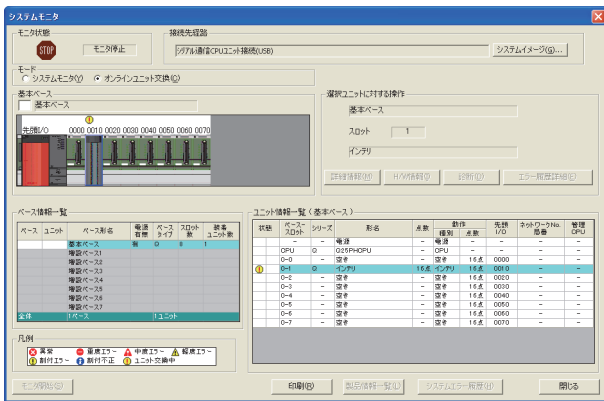 システムモニタ
モニタ状態
STOP
モニタ停止
接続先経路
シリアル通信CPUユニット接続(USB)
システムイメージ(G)...
モード
システムモニタ(Y) オンラインユニット交換(O)
基本ベース
基本ベース
先頭I/O 0000 0010 0020 0030 0040 0050 0060 0070
選択ユニットに対する操作
基本ベース
スロット 1
インテリ
詳細情報(M) H/W情報(I) 診断(D) エラー履歴詳細(E)
ベース情報一覧
ベース ユニット ベース形名 電源有無 ベースタイプ スロット数 装着ユニット数
基本ベース 有 Q 8 1
増設ベース1
増設ベース2
増設ベース3
増設ベース4
増設ベース5
増設ベース6
増設ベース7
全体 1ベース 1ユニット
ユニット情報一覧(基本ベース)
状態 ベース-スロット シリーズ 形名 点数 動作 種別 点数 先頭I/O ネットワークNo. 局番 管理CPU
- - 電源 - 電源 - - - -
CPU Q Q25PHCPU - CPU - - - -
0-0 - 空き - 空き 16点 0000 - -
0-1 Q インテリ 16点 インテリ 16点 0010 - -
0-2 - 空き - 空き 16点 0020 - -
0-3 - 空き - 空き 16点 0030 - -
0-4 - 空き - 空き 16点 0040 - -
0-5 - 空き - 空き 16点 0050 - -
0-6 - 空き - 空き 16点 0060 - -
0-7 - 空き - 空き 16点 0070 - -
凡例
異常 重度エラー 中度エラー 軽度エラー
割付エラー 割付不正 ユニット交換中
モニタ開始(S) 印刷(R) 製品情報一覧(L) システムエラー履歴(H) 閉じる